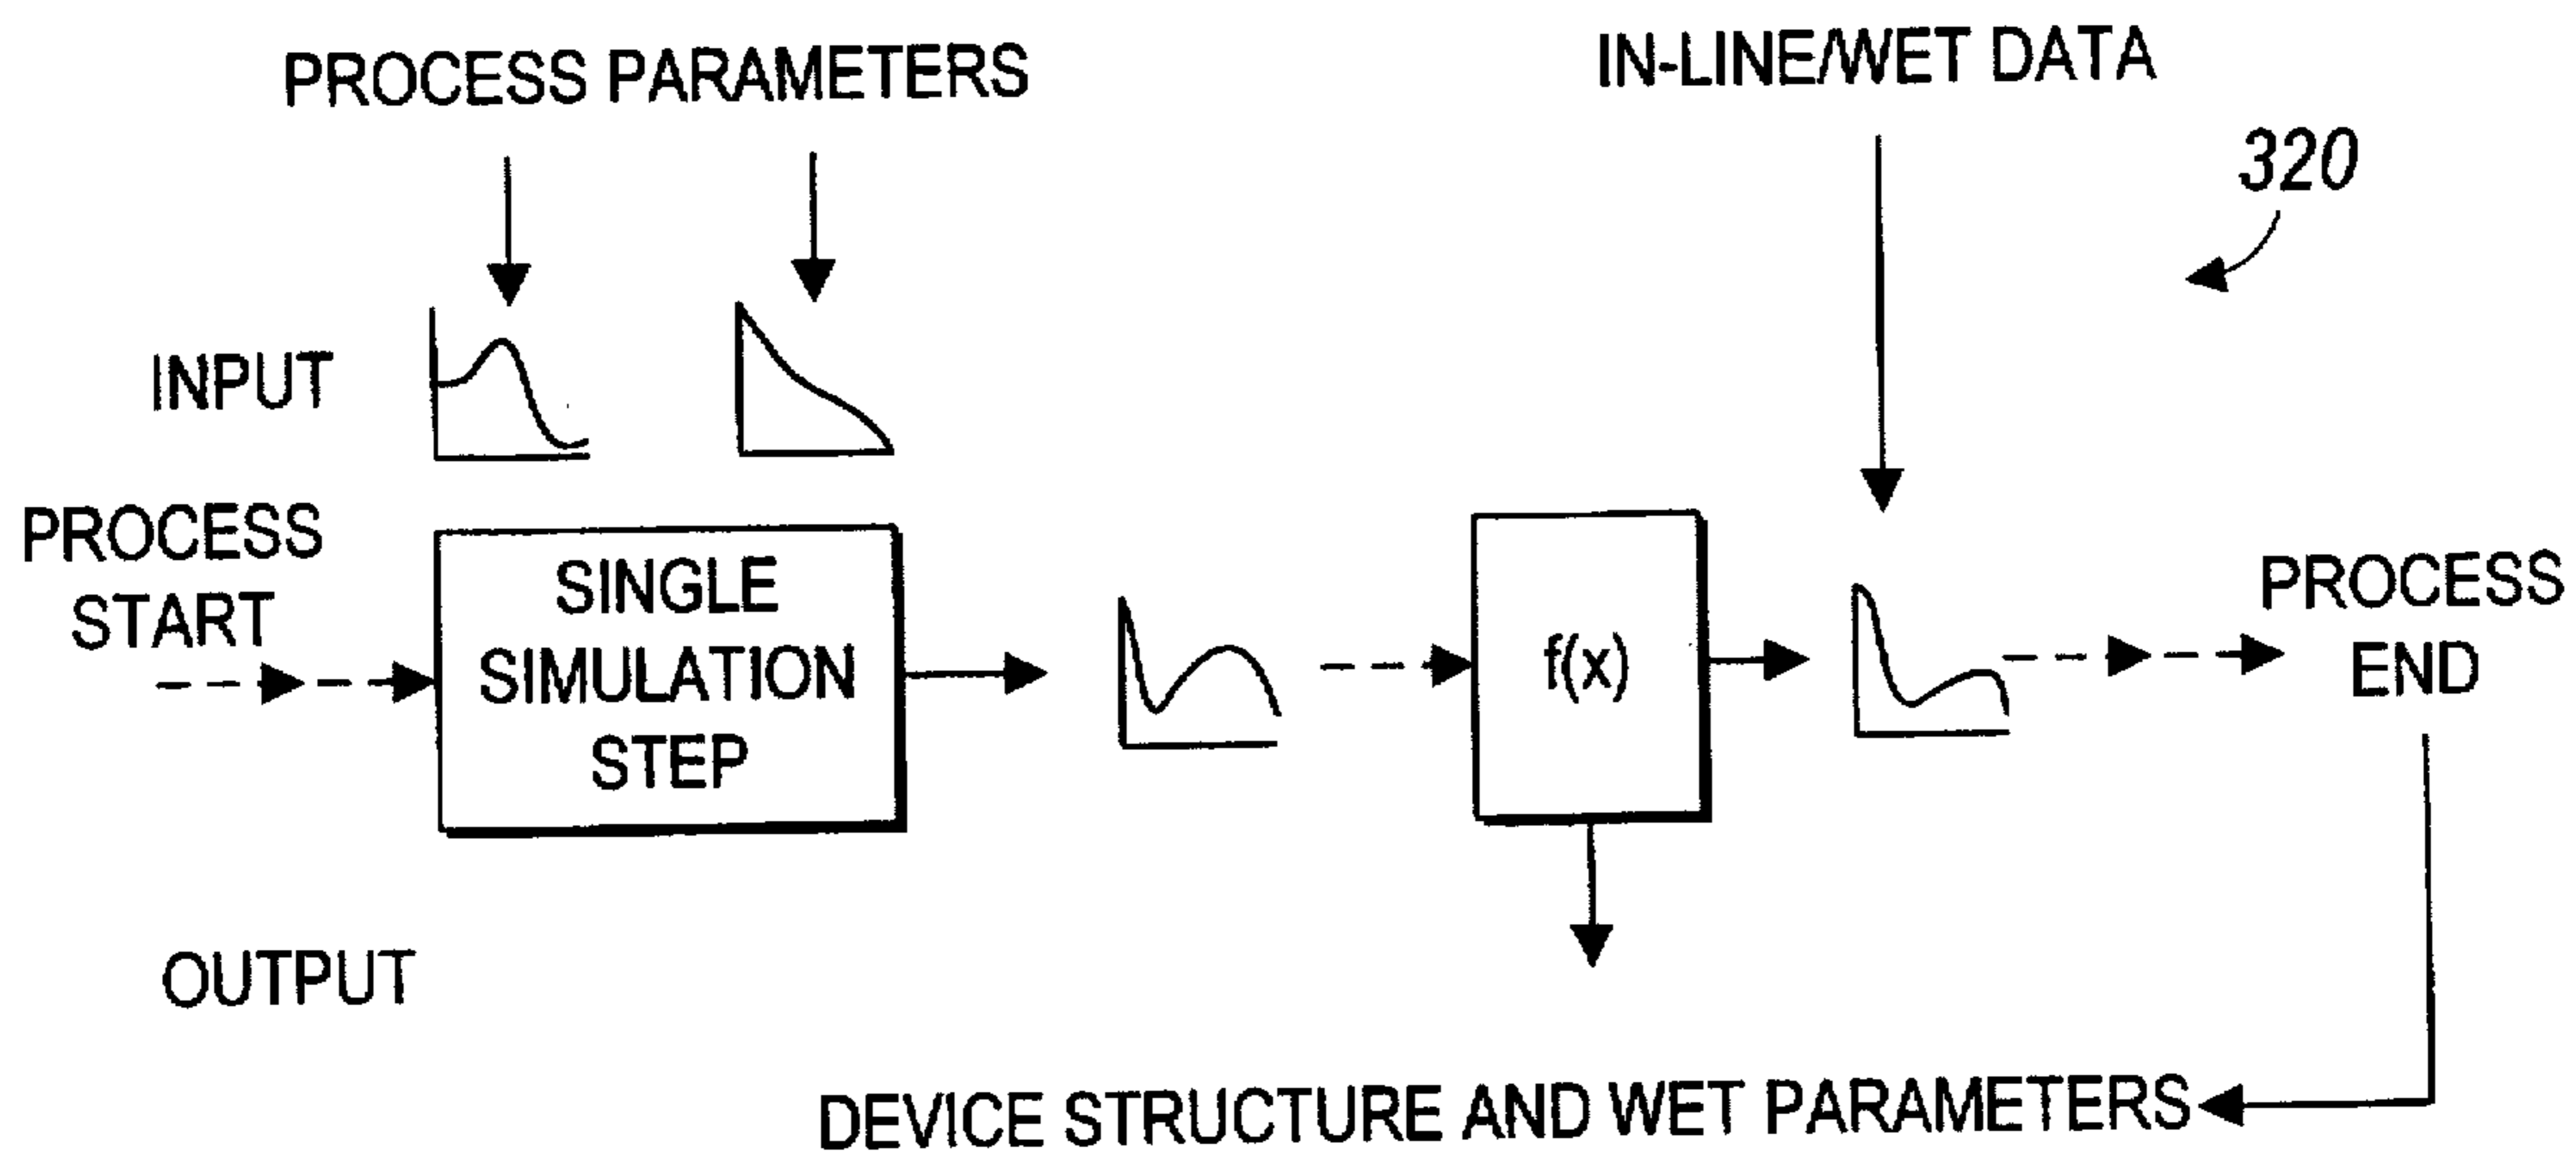 PROCESS PARAMETERS
IN-LINE/WET DATA
320
INPUT
PROCESS
START
SINGLE
SIMULATION
STEP
f(x)
PROCESS
END
OUTPUT
DEVICE STRUCTURE AND WET PARAMETERS